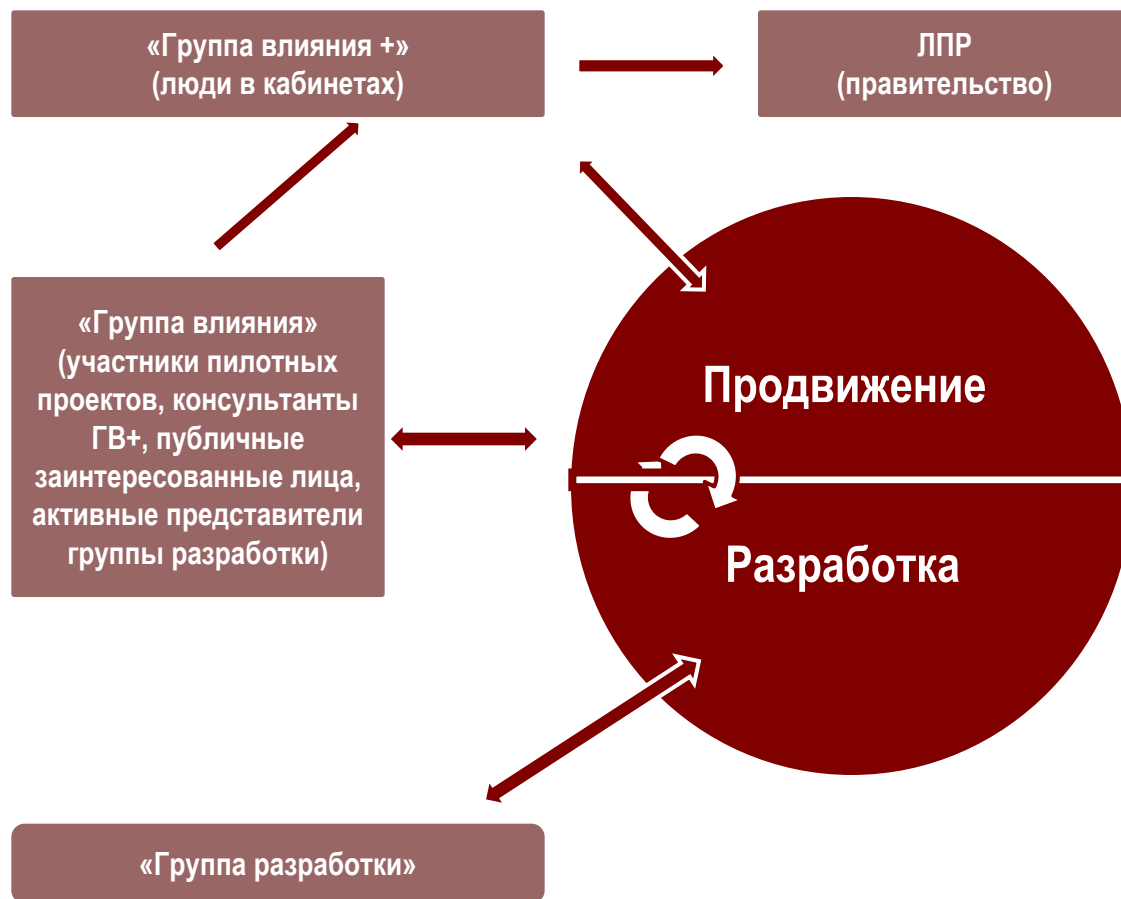 «Группа влияния +»
(люди в кабинетах)
ЛПР
(правительство)
«Группа влияния»
(участники пилотных
проектов, консультанты
ГВ+, публичные
заинтересованные лица,
активные представители
группы разработки)
Продвижение
Разработка
«Группа разработки»